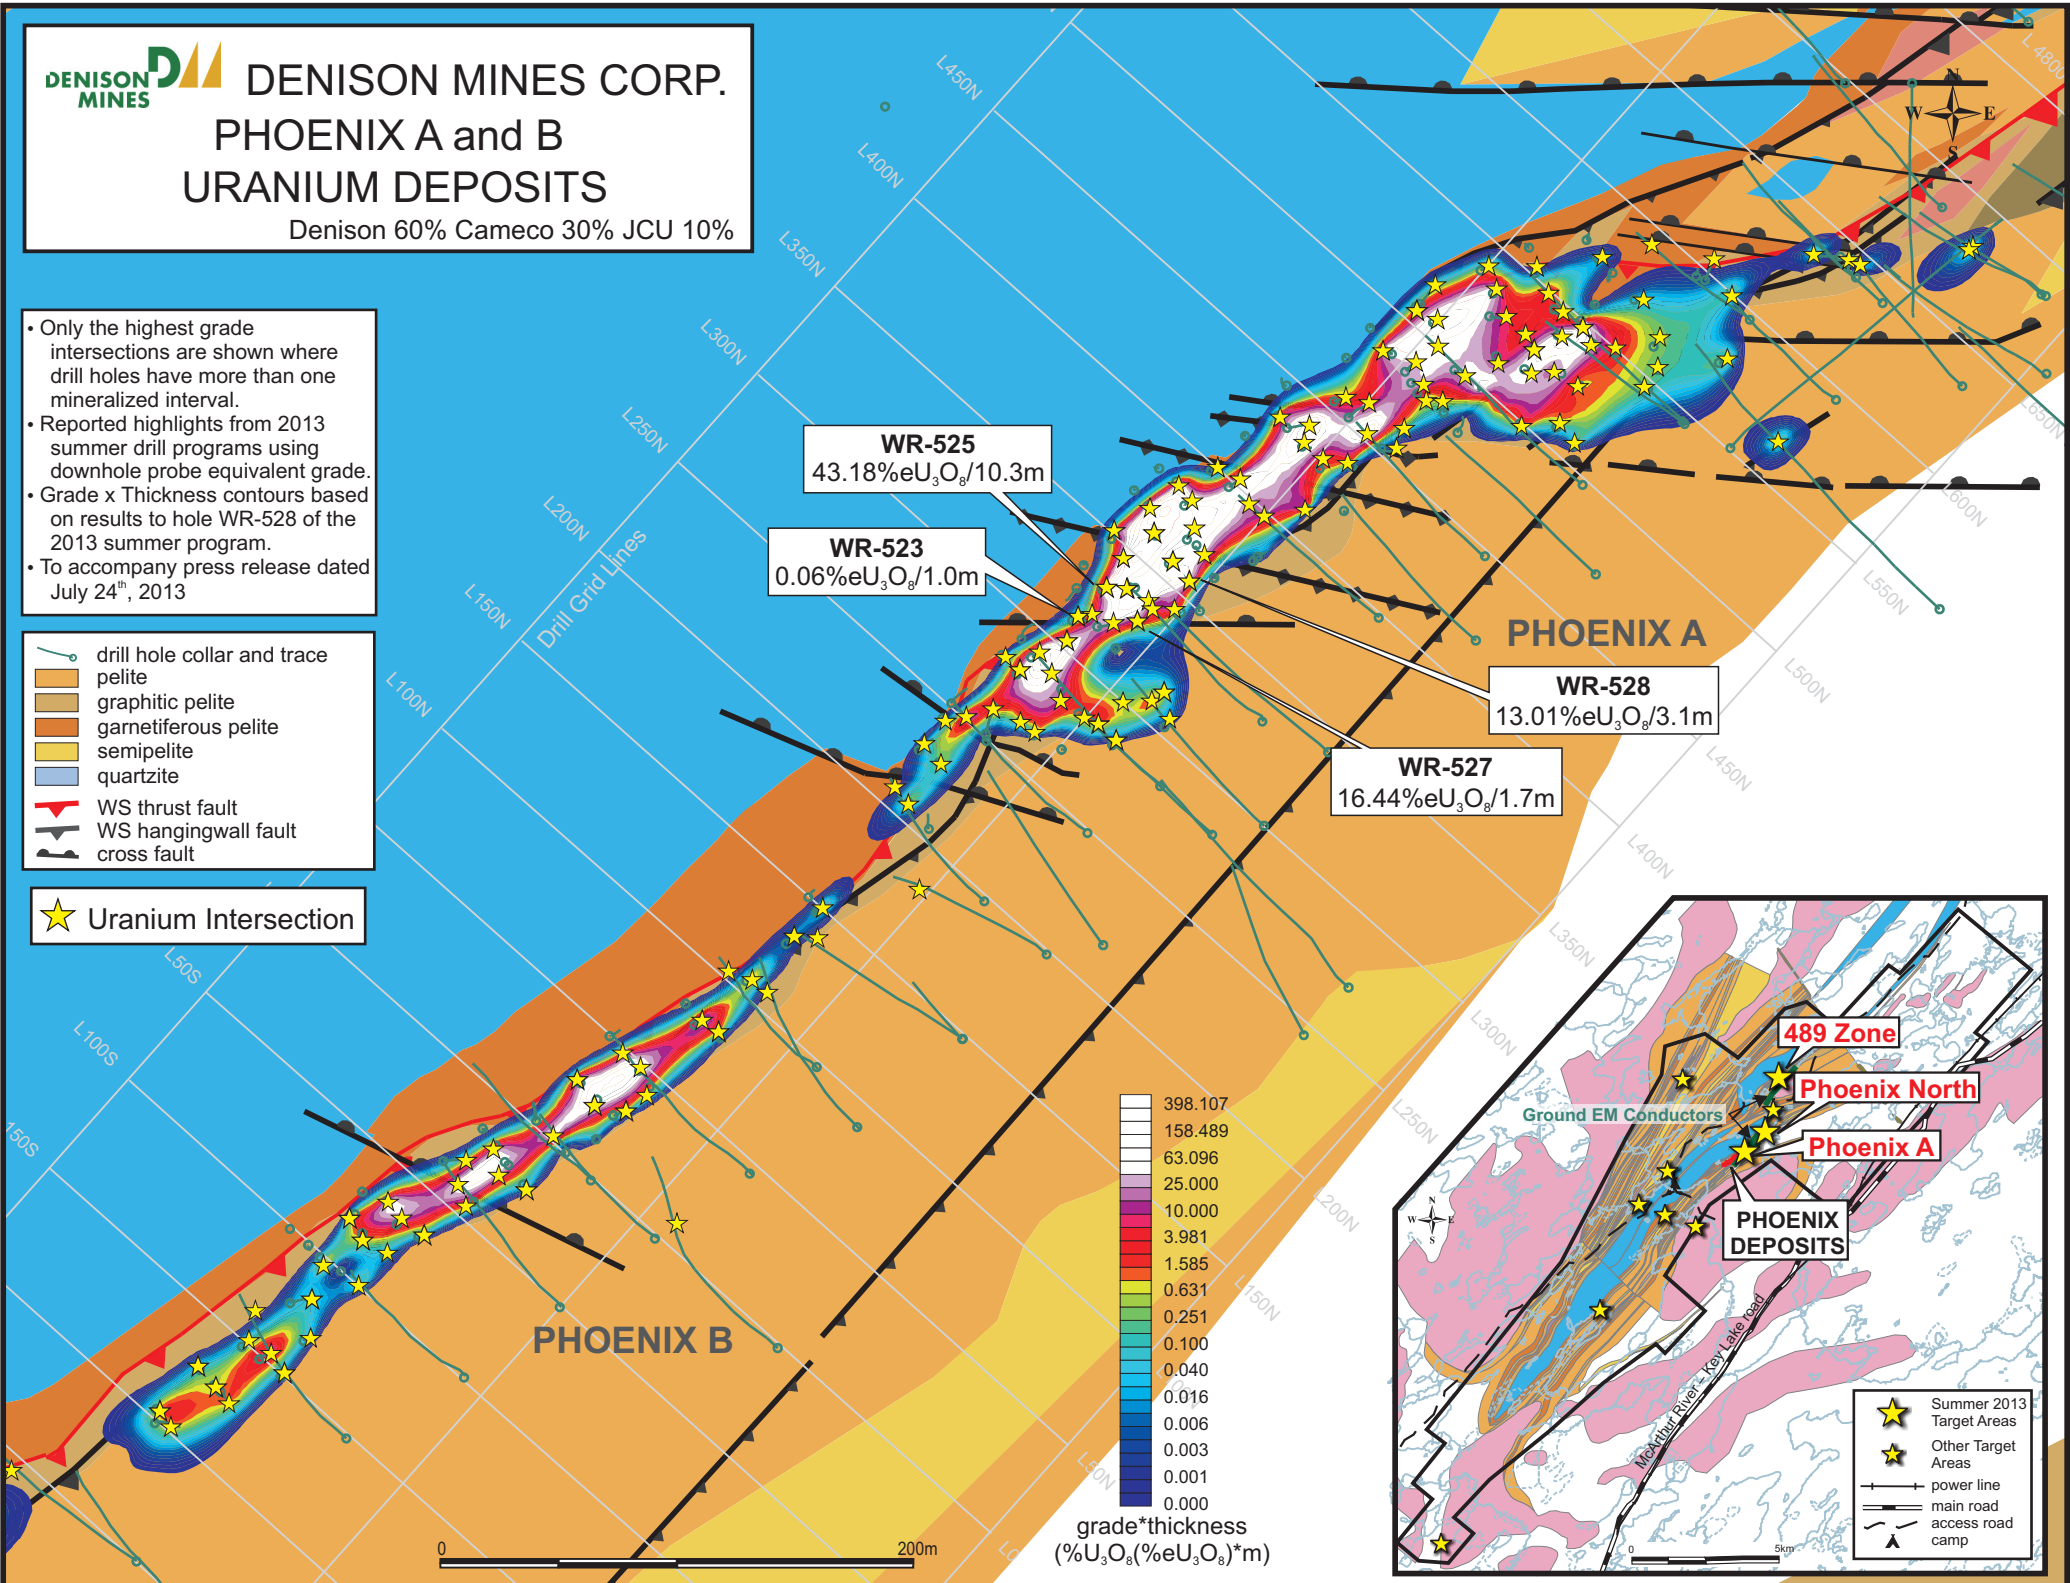 DENISON
MINES
DENISON MINES CORP.
PHOENIX A and B
URANIUM DEPOSITS
Denison 60% Cameco 30% JCU 10%
• Only the highest grade
intersections are shown where
drill holes have more than one
mineralized interval.
• Reported highlights from 2013
summer drill programs using
downhole probe equivalent grade.
• Grade x Thickness contours based
on results to hole WR-528 of the
2013 summer program.
• To accompany press release dated
July 24th, 2013
drill hole collar and trace
pelite
graphitic pelite
garnetiferous pelite
semipelite
quartzite
WS thrust fault
WS hangingwall fault
cross fault
Uranium Intersection
L450N
L400N
L350N
L300N
L250N
L200N
L150N
L100N
Drill Grid Lines
L50S
L100S
150S
WR-525
43.18%eU₃O₈/10.3m
WR-523
0.06%eU₃O₈/1.0m
PHOENIX A
WR-528
13.01%eU₃O₈/3.1m
WR-527
16.44%eU₃O₈/1.7m
PHOENIX B
N
W
E
S
L 4800
L650N
L600N
L550N
L500N
L450N
L400N
L350N
L300N
L250N
L200N
L150N
L50N
398.107
158.489
63.096
25.000
10.000
3.981
1.585
0.631
0.251
0.100
0.040
0.016
0.006
0.003
0.001
0.000
grade*thickness
(%U₃O₈(%eU₃O₈)*m)
0
200m
489 Zone
Phoenix North
Ground EM Conductors
Phoenix A
PHOENIX
DEPOSITS
N
W
E
S
McArthur River - Key Lake road
0
5km
Summer 2013
Target Areas
Other Target
Areas
power line
main road
access road
camp